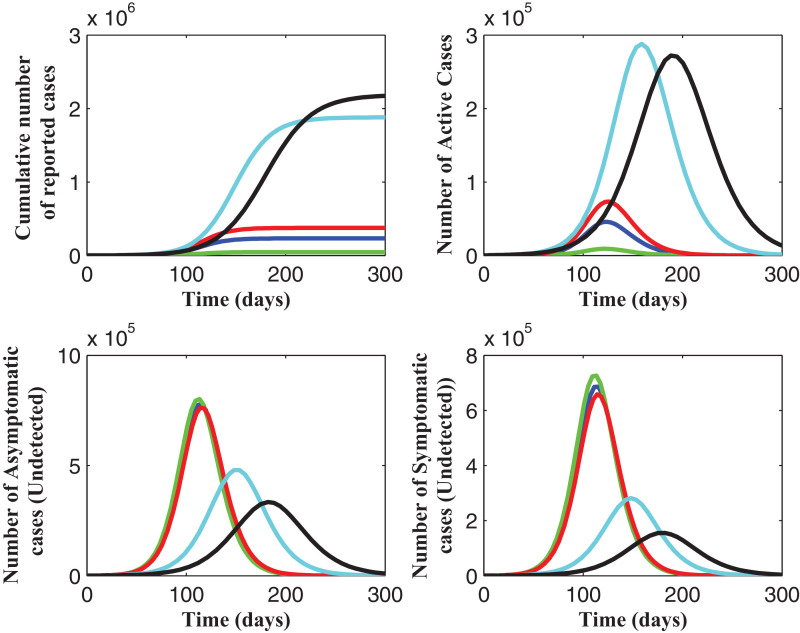 x 10^6
3
2
1
0
Cumulative number
of reported cases
0 100 200 300
Time (days)
x 10^5
3
2
1
0
Number of Active Cases
0 100 200 300
Time (days)
x 10^5
10
5
0
Number of Asymptomatic
cases (Undetected)
0 100 200 300
Time (days)
x 10^5
8
6
4
2
0
Number of Symptomatic
cases (Undetected))
0 100 200 300
Time (days)